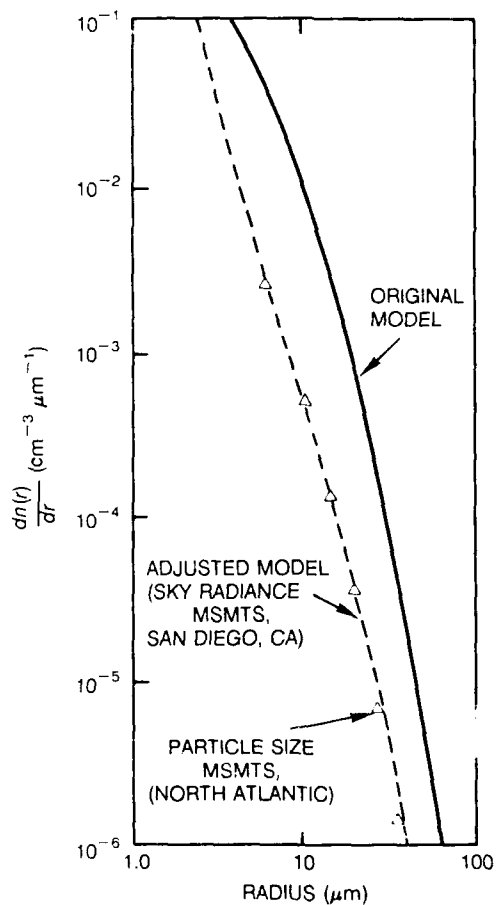 10⁻¹
10⁻²
10⁻³
10⁻⁴
10⁻⁵
10⁻⁶
dn(r)
dr
(cm⁻³ μm⁻¹)
ORIGINAL
MODEL
ADJUSTED MODEL
(SKY RADIANCE
MSMTS,
SAN DIEGO, CA)
PARTICLE SIZE
MSMTS,
(NORTH ATLANTIC)
1.0
10
100
RADIUS (μm)